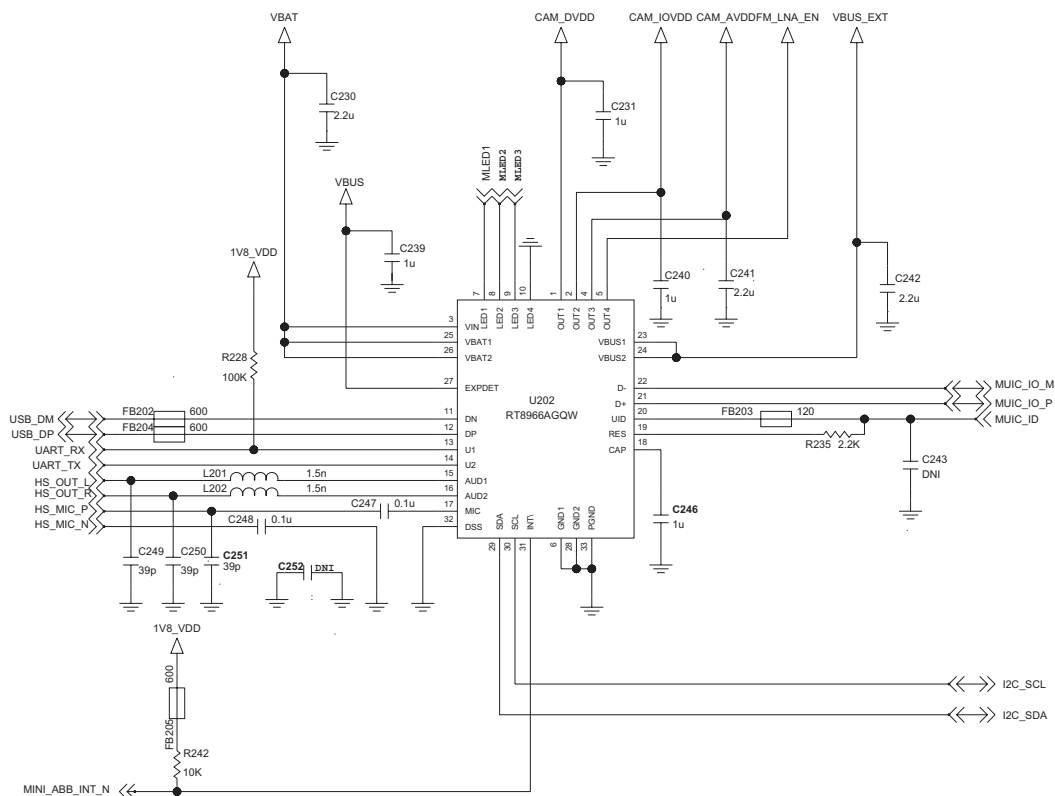 VBAT
CAM_DVDD
CAM_IOVDD
CAM_AVDD
FM_LNA_EN
VBUS_EXT
C230
2.2u
C231
1u
MLED1
MLED2
MLED3
VBUS
C239
1u
1V8_VDD
C240
1u
C241
2.2u
C242
2.2u
7
8
9
10
1
2
4
5
LED1
LED2
LED3
LED4
OUT1
OUT2
OUT3
OUT4
3
VIN
25
VBAT1
26
VBAT2
23
VBUS1
24
VBUS2
R228
100K
27
EXPDET
U202
RT8966AGQW
22
D-
MUIC_IO_M
21
D+
MUIC_IO_P
USB_DM
FB202
600
11
DN
20
UID
FB203
120
MUIC_ID
USB_DP
FB204
600
12
DP
19
RES
R235
2.2K
UART_RX
13
U1
18
CAP
UART_TX
14
U2
C243
DNI
HS_OUT_L
L201
1.5n
15
AUD1
HS_OUT_R
L202
1.5n
16
AUD2
HS_MIC_P
C247
0.1u
17
MIC
HS_MIC_N
C248
0.1u
32
DSS
C246
1u
SDA
SCL
INT\
GND1
GND2
PGND
29
30
31
6
28
33
C249
39p
C250
39p
C251
39p
C252
DNI
1V8_VDD
600
FB205
R242
10K
I2C_SCL
I2C_SDA
MINI_ABB_INT_N